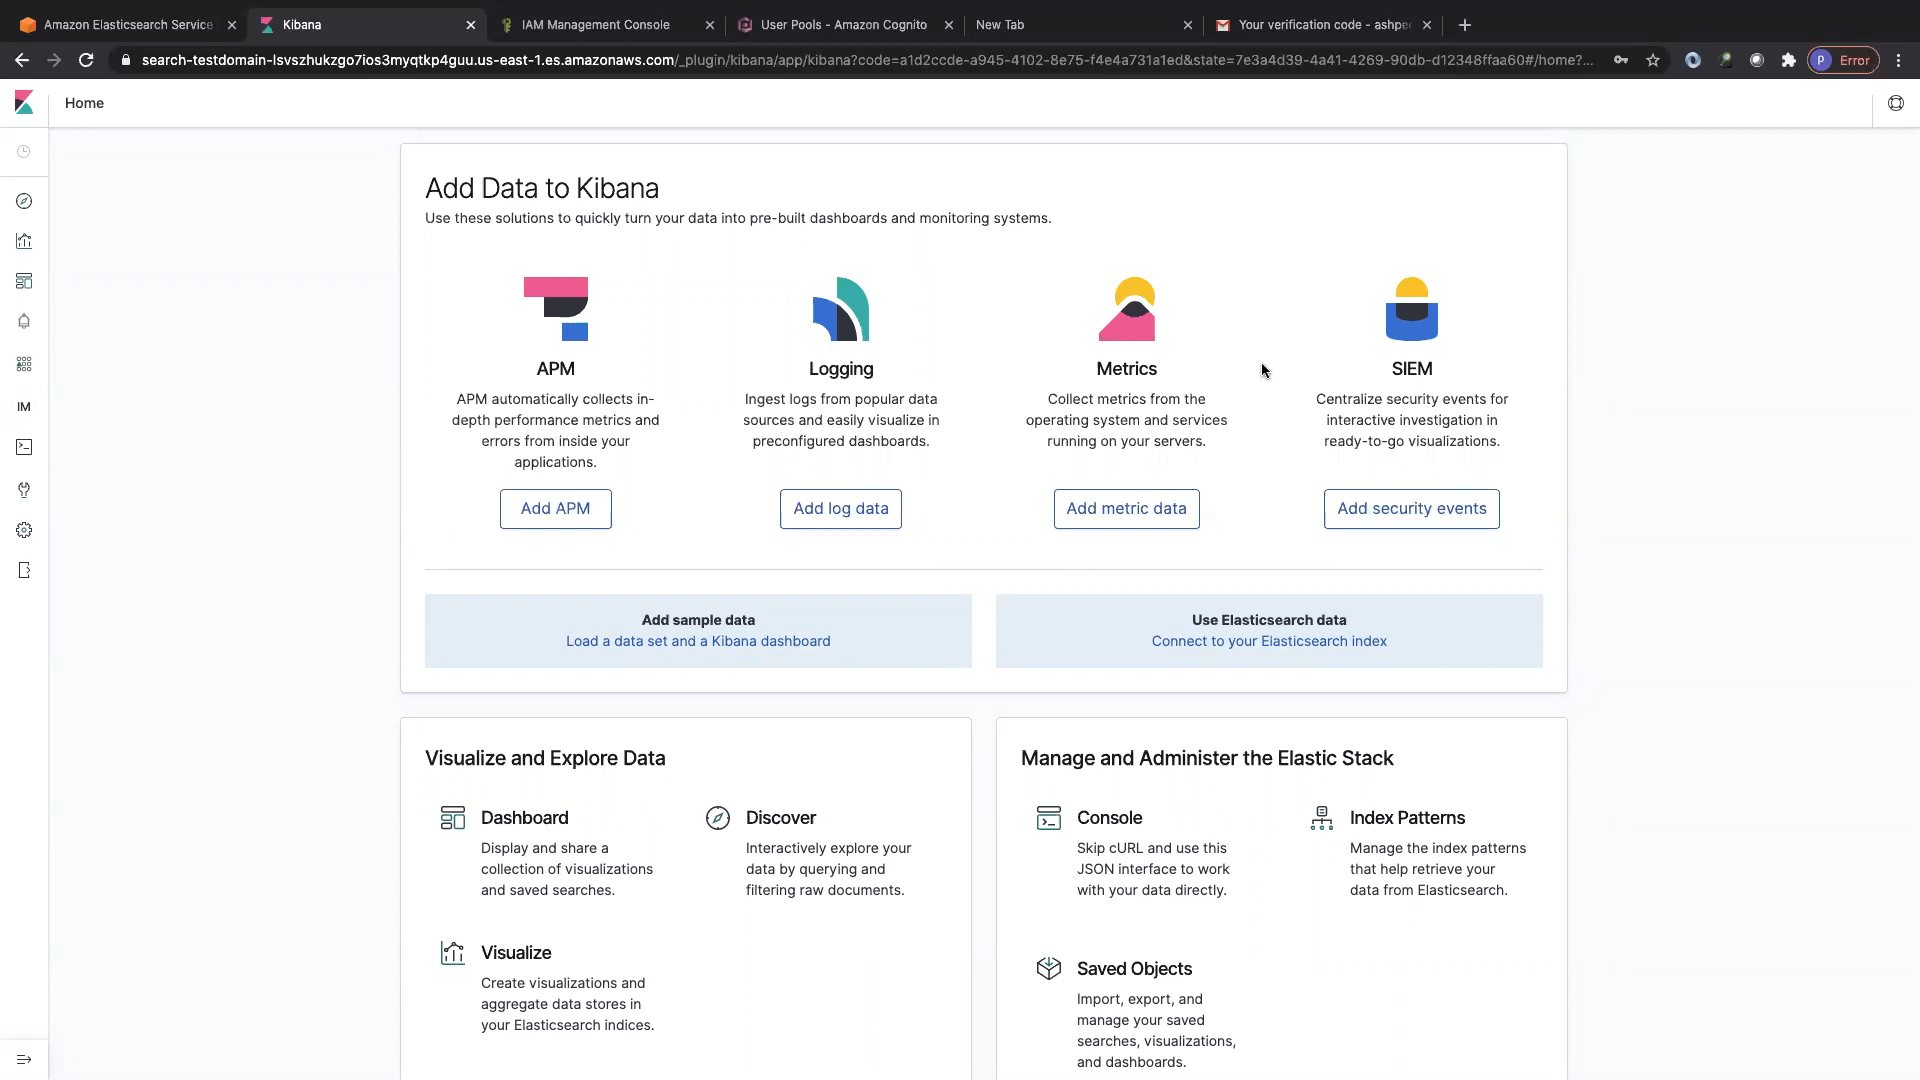 Amazon Elasticsearch Service
Kibana
IAM Management Console
User Pools - Amazon Cognito
New Tab
Your verification code - ashpe
search-testdomain-lsvszhukzgo7ios3myqtkp4guu.us-east-1.es.amazonaws.com/_plugin/kibana/app/kibana?code=a1d2ccde-a945-4102-8e75-f4e4a731a1ed&state=7e3a4d39-4a41-4269-90db-d12348ffaa60#/home?...
P Error
Home
Add Data to Kibana
Use these solutions to quickly turn your data into pre-built dashboards and monitoring systems.
APM
APM automatically collects in-
depth performance metrics and
errors from inside your
applications.
Add APM
Logging
Ingest logs from popular data
sources and easily visualize in
preconfigured dashboards.
Add log data
Metrics
Collect metrics from the
operating system and services
running on your servers.
Add metric data
SIEM
Centralize security events for
interactive investigation in
ready-to-go visualizations.
Add security events
IM
Add sample data
Load a data set and a Kibana dashboard
Use Elasticsearch data
Connect to your Elasticsearch index
Visualize and Explore Data
Dashboard
Display and share a
collection of visualizations
and saved searches.
Discover
Interactively explore your
data by querying and
filtering raw documents.
Visualize
Create visualizations and
aggregate data stores in
your Elasticsearch indices.
Manage and Administer the Elastic Stack
Console
Skip cURL and use this
JSON interface to work
with your data directly.
Index Patterns
Manage the index patterns
that help retrieve your
data from Elasticsearch.
Saved Objects
Import, export, and
manage your saved
searches, visualizations,
and dashboards.